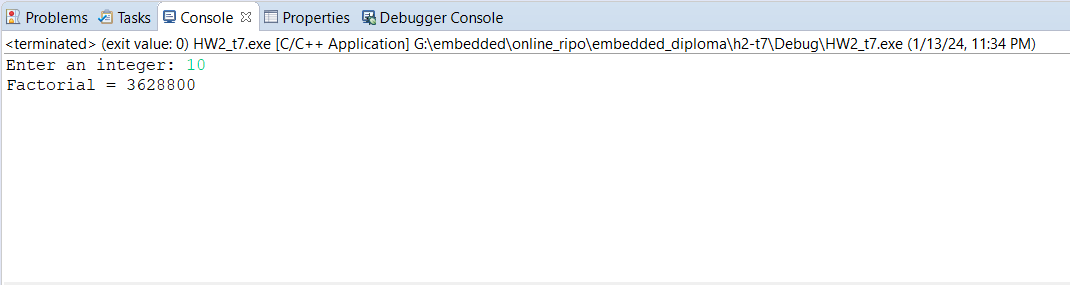 Problems Tasks Console Properties Debugger Console
<terminated> (exit value: 0) HW2_t7.exe [C/C++ Application] G:\embedded\online_ripo\embedded_diploma\h2-t7\Debug\HW2_t7.exe (1/13/24, 11:34 PM)
Enter an integer: 10
Factorial = 3628800